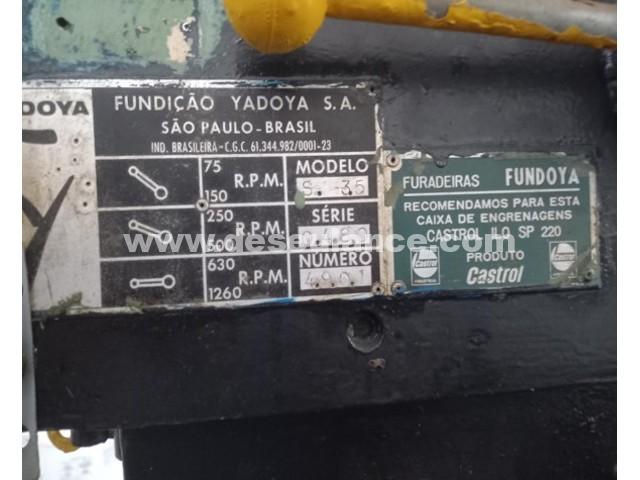 DOYA
FUNDIÇÃO YADOYA S.A.
SÃO PAULO-BRASIL
IND. BRASILEIRA-C.G.C. 61.344.982/0001-23
75
150
R.P.M.
250
500
630
1260
R.P.M.
MODELO
S. 35
SÉRIE
NÚMERO
4901
FURADEIRAS FUNDOYA
RECOMENDAMOS PARA ESTA
CAIXA DE ENGRENAGENS
CASTROL ILO SP 220
PRODUTO
Castrol
Castrol
Castrol
www.desedlance.com